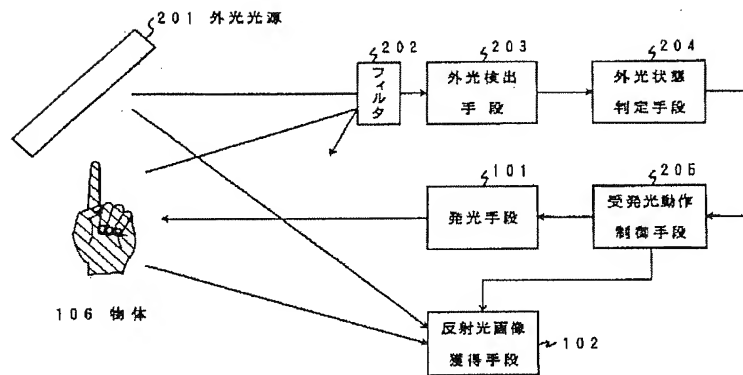 201 外光光源
202
203
204
フィルタ
外光検出
手段
外光状態
判定手段
101
205
発光手段
受発光動作
制御手段
106 物体
反射光画像
獲得手段
102